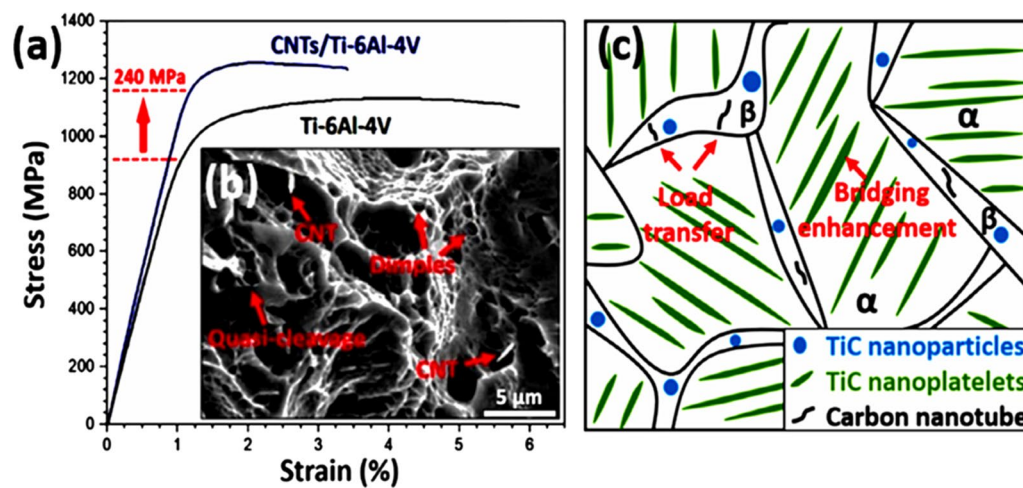 (a)
1400
1200
1000
800
600
400
200
0
Stress (MPa)
0 1 2 3 4 5 6
Strain (%)
CNTs/Ti-6Al-4V
240 MPa
Ti-6Al-4V
(b)
CNT
Dimples
Quasi-cleavage
CNT
5 µm
(c)
β
α
Load
transfer
Bridging
enhancement
β
α
TiC nanoparticles
TiC nanoplatelets
Carbon nanotube